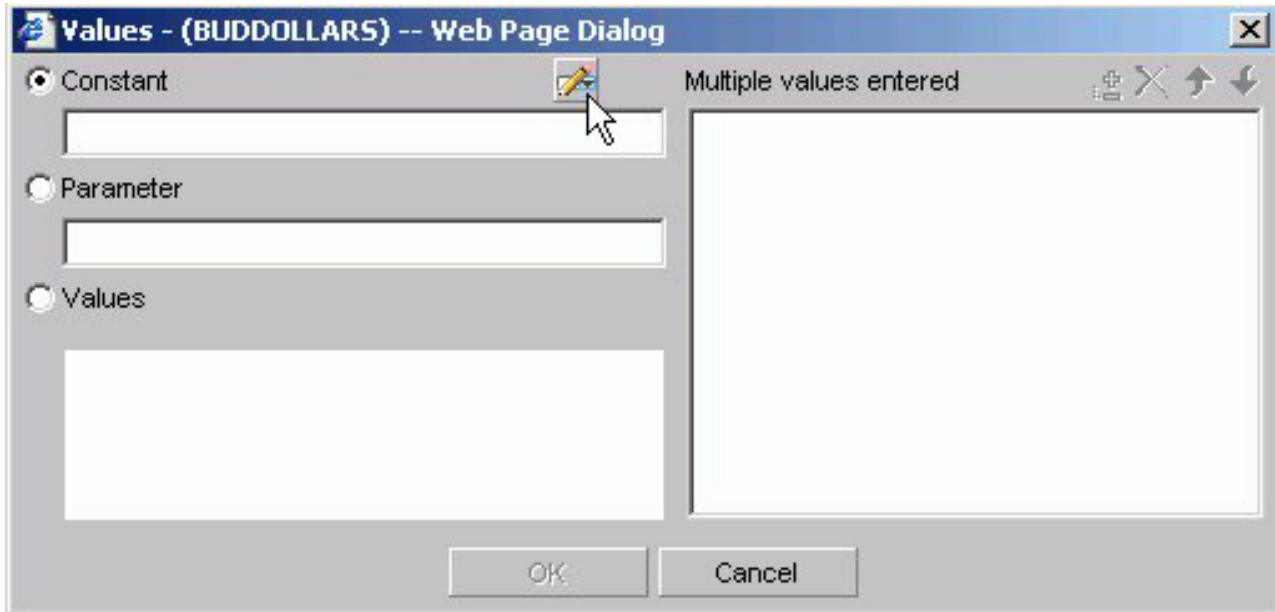 Values - (BUDDOLLARS) -- Web Page Dialog
Constant
Multiple values entered
Parameter
Values
OK
Cancel